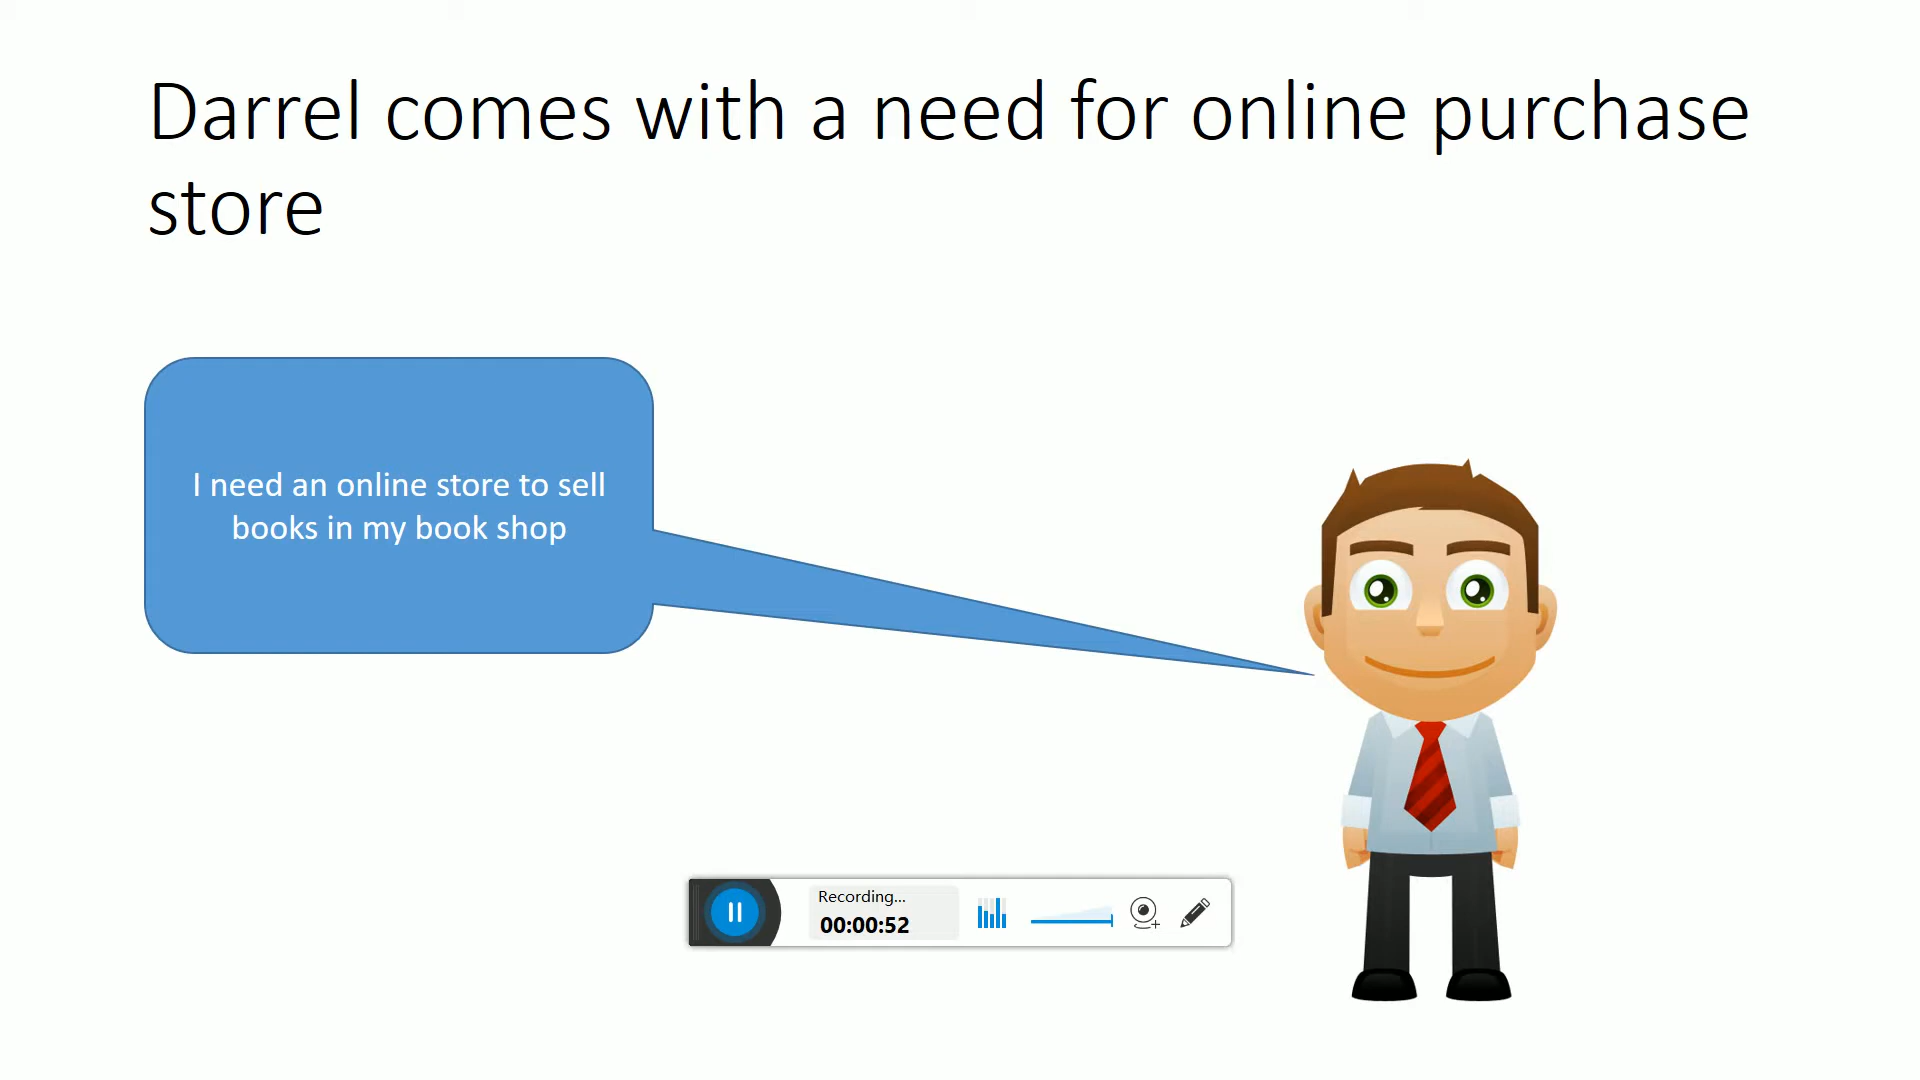 Darrel comes with a need for online purchase
store
I need an online store to sell
books in my book shop
Recording...
00:00:52